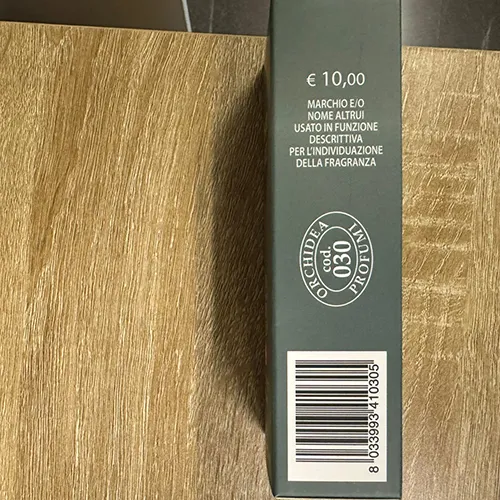 € 10,00
MARCHIO E/O
NOME ALTRUI
USATO IN FUNZIONE
DESCRITTIVA
PER L'INDIVIDUAZIONE
DELLA FRAGRANZA
ORCHIDEA
cod.
030
PROFUMI
8 033993 410305